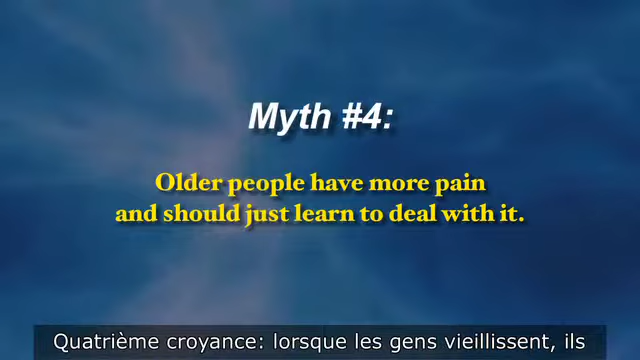 Myth #4:
Older people have more pain
and should just learn to deal with it.
Quatrième croyance: lorsque les gens vieillissent, ils